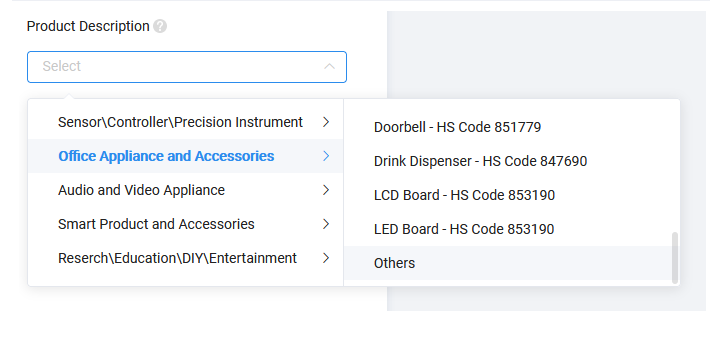 Product Description
Select
Sensor\Controller\Precision Instrument
Office Appliance and Accessories
Audio and Video Appliance
Smart Product and Accessories
Reserch\Education\DIY\Entertainment
Doorbell - HS Code 851779
Drink Dispenser - HS Code 847690
LCD Board - HS Code 853190
LED Board - HS Code 853190
Others